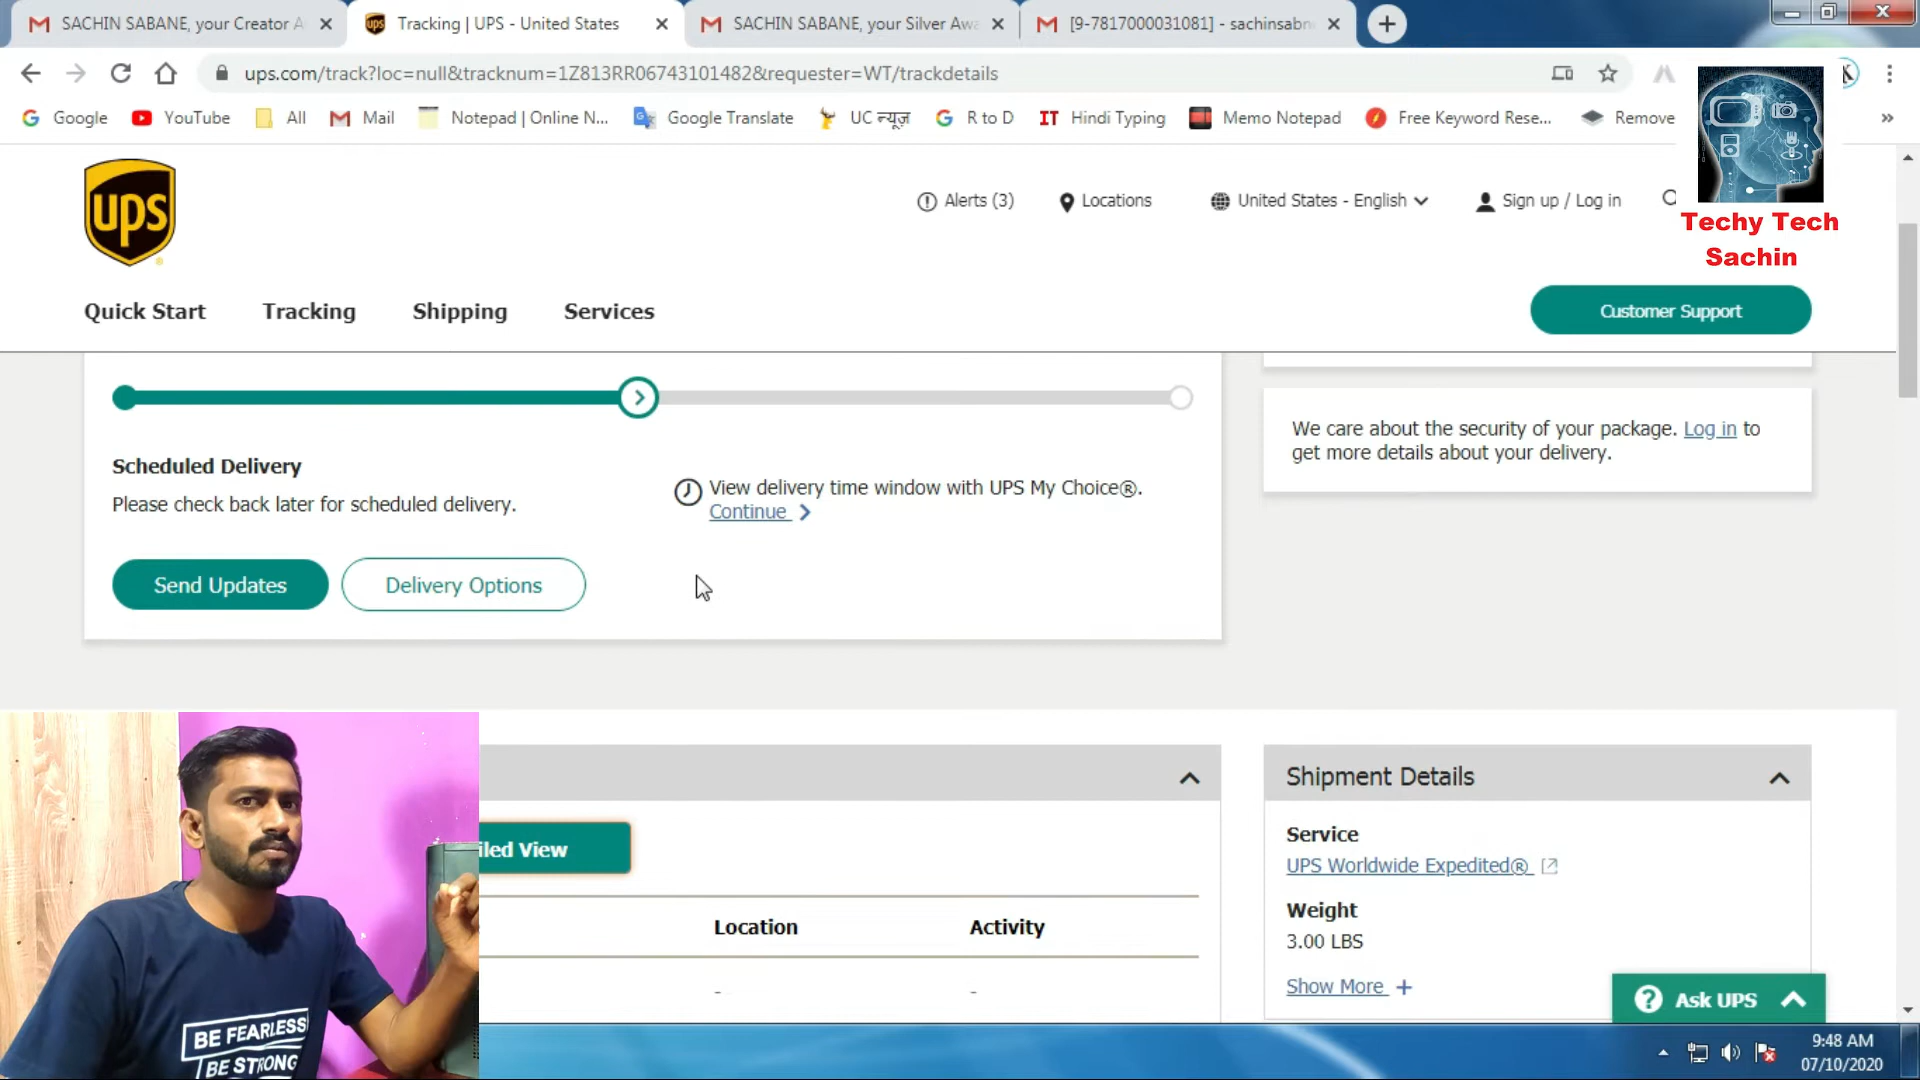 SACHIN SABANE, your Creator A
Tracking | UPS - United States
SACHIN SABANE, your Silver Awa
[9-7817000031081] - sachinsabn
ups.com/track?loc=null&tracknum=1Z813RR06743101482&requester=WT/trackdetails
Google
YouTube
All
Mail
Notepad | Online N...
Google Translate
UC न्यूज़
R to D
IT Hindi Typing
Memo Notepad
Free Keyword Rese...
Remove
»
Techy Tech
Sachin
ups
Alerts (3)
Locations
United States - English
Sign up / Log in
Quick Start
Tracking
Shipping
Services
Customer Support
Scheduled Delivery
Please check back later for scheduled delivery.
View delivery time window with UPS My Choice®.
Continue
Send Updates
Delivery Options
We care about the security of your package. Log in to
get more details about your delivery.
iled View
Location
Activity
-
-
Shipment Details
Service
UPS Worldwide Expedited®
Weight
3.00 LBS
Show More +
Ask UPS
BE FEARLESS
BE STRONG
9:48 AM
07/10/2020